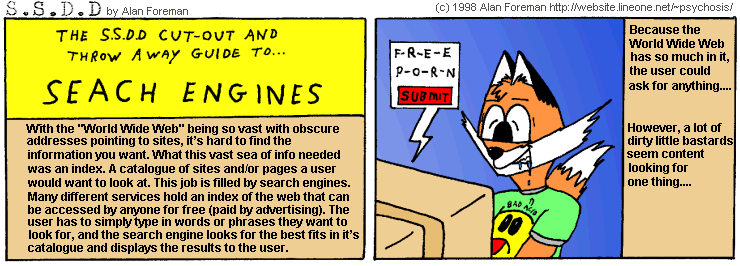 S.S.D.D by Alan Foreman
(c) 1998 Alan Foreman http://website.lineone.net/~psychosis/
THE S.S.D.D CUT-OUT AND
THROW AWAY GUIDE TO...
SEACH ENGINES
With the "World Wide Web" being so vast with obscure
addresses pointing to sites, it's hard to find the
information you want. What this vast sea of info needed
was an index. A catalogue of sites and/or pages a user
would want to look at. This job is filled by search engines.
Many different services hold an index of the web that can
be accessed by anyone for free (paid by advertising). The
user has to simply type in words or phrases they want to
look for, and the search engine looks for the best fits in it's
catalogue and displays the results to the user.
F-R-E-E
P-O-R-N
SUBMIT
BAD ACID
Because the
World Wide Web
has so much in it,
the user could
ask for anything....
However, a lot of
dirty little bastards
seem content
looking for
one thing....